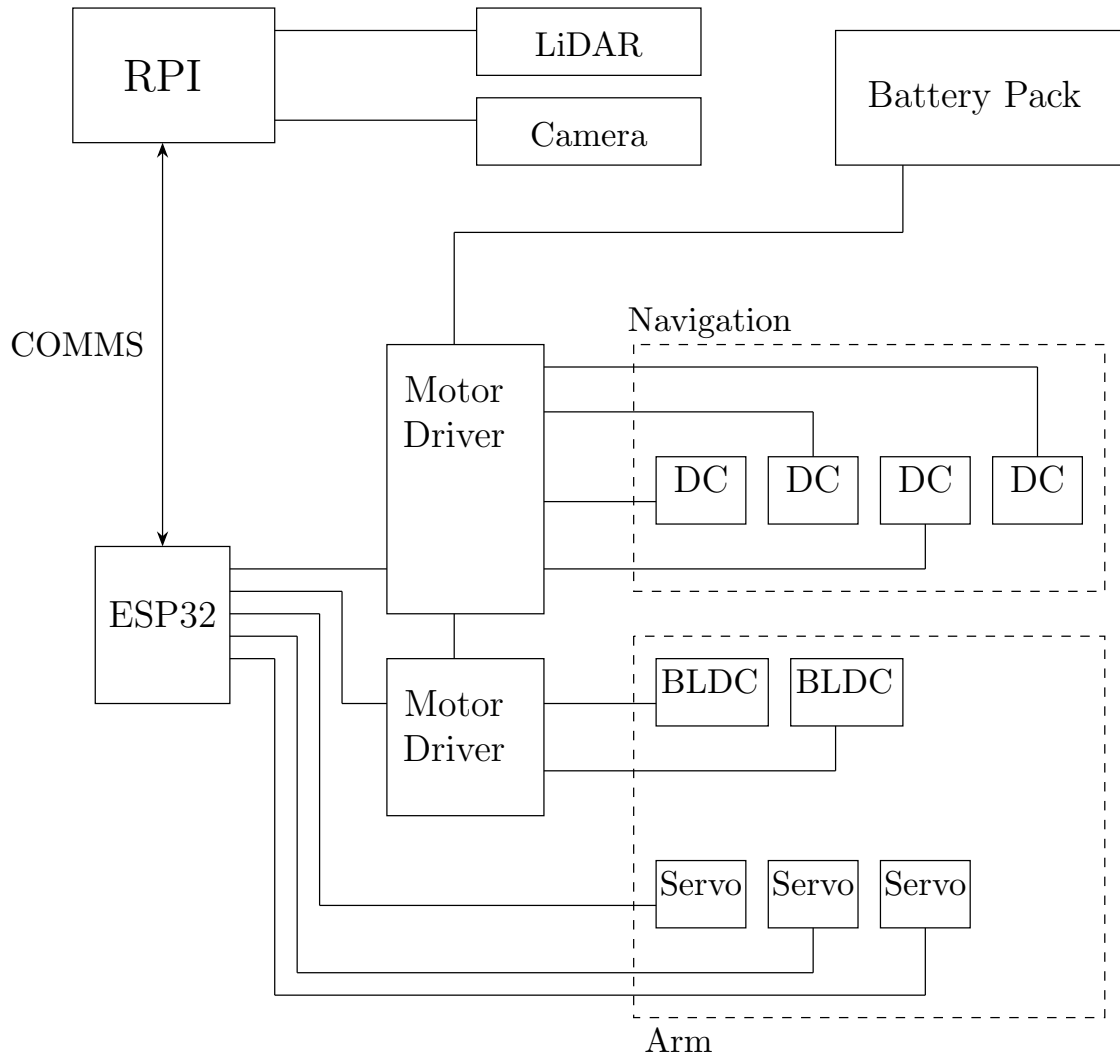 RPI
LiDAR
Camera
Battery Pack
COMMS
Navigation
Motor
Driver
DC
DC
DC
DC
ESP32
Motor
Driver
BLDC
BLDC
Servo
Servo
Servo
Arm